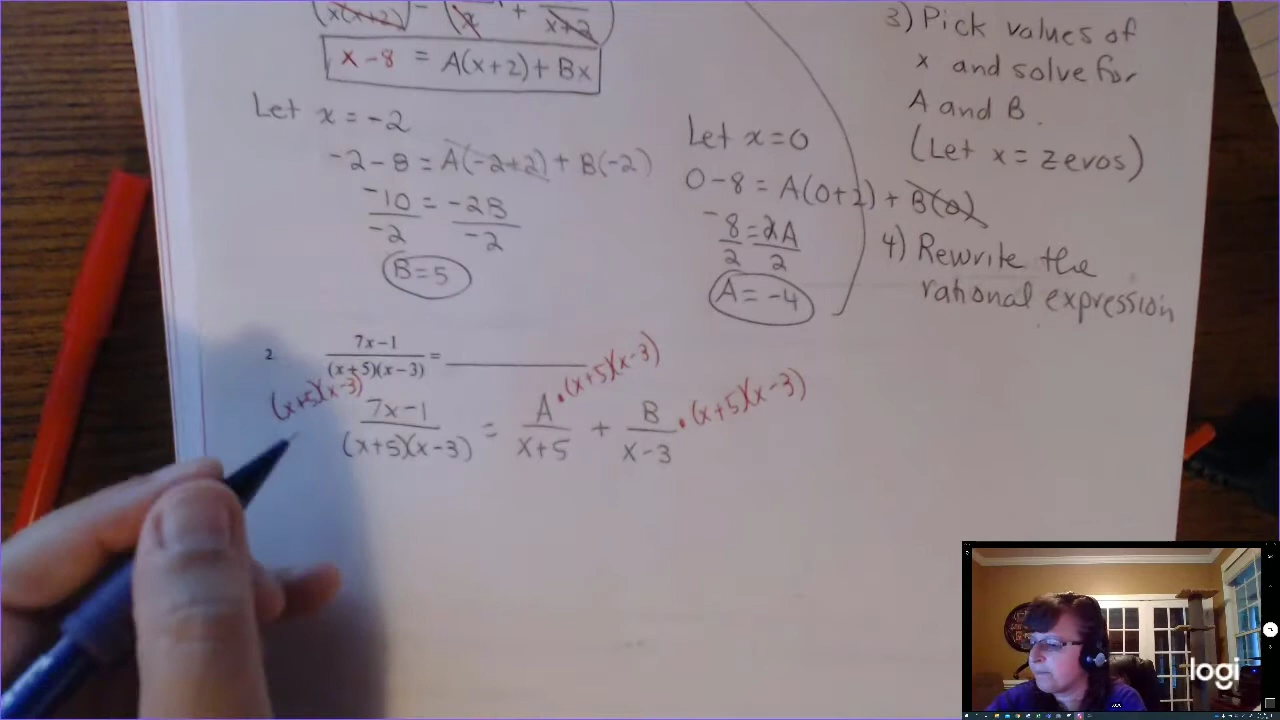 (x(x+2)) - (x) + x+2)
x - 8 = A(x+2) + Bx
Let x = -2
-2 - 8 = A(-2+2) + B(-2)
-10 = -2B
-2 -2
B = 5
Let x = 0
0 - 8 = A(0+2) + B(0)
-8 = 2A
2 2
A = -4
3) Pick values of
x and solve for
A and B.
(Let x = zeros)
4) Rewrite the
rational expression
2. 7x-1
(x+5)(x-3) =
(x+5)(x-3) 7x-1 = A • (x+5)(x-3) + B • (x+5)(x-3)
(x+5)(x-3) x+5 x-3
logi